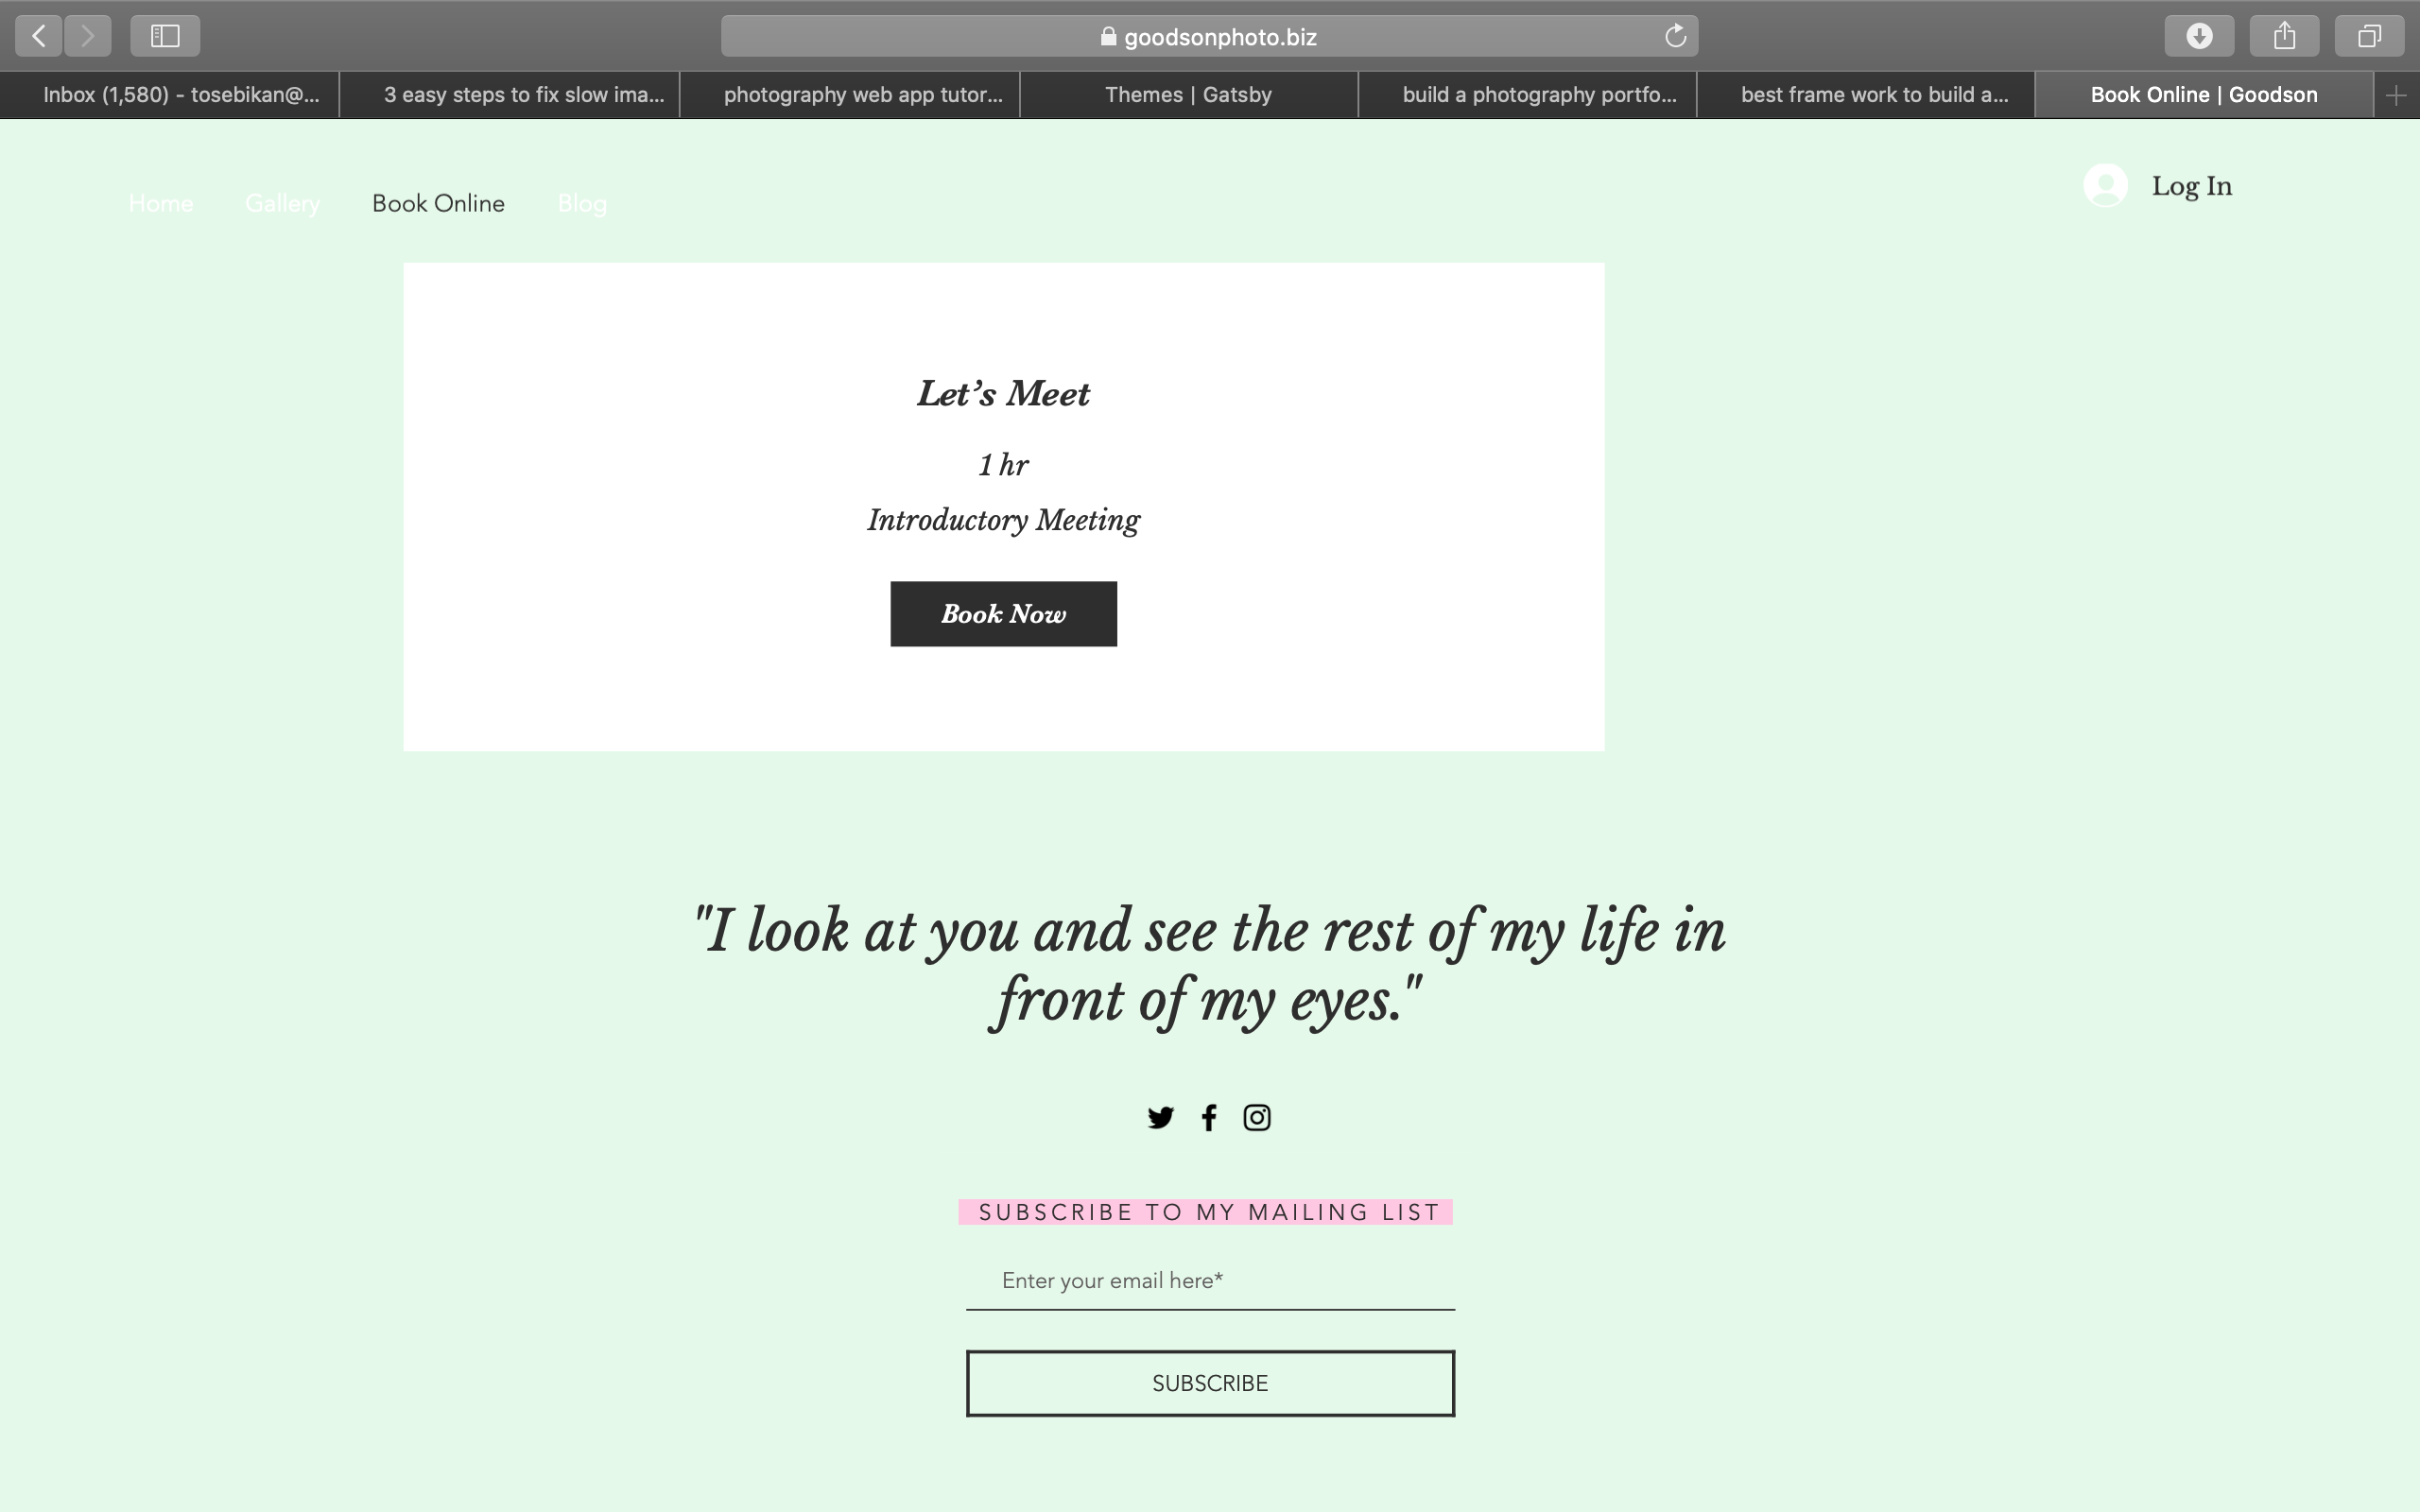 goodsonphoto.biz
Inbox (1,580) - tosebikan@...
3 easy steps to fix slow ima...
photography web app tutor...
Themes | Gatsby
build a photography portfo...
best frame work to build a...
Book Online | Goodson
Home
Gallery
Book Online
Blog
Log In
Let’s Meet
1 hr
Introductory Meeting
Book Now
"I look at you and see the rest of my life in
front of my eyes."
SUBSCRIBE TO MY MAILING LIST
Enter your email here*
SUBSCRIBE